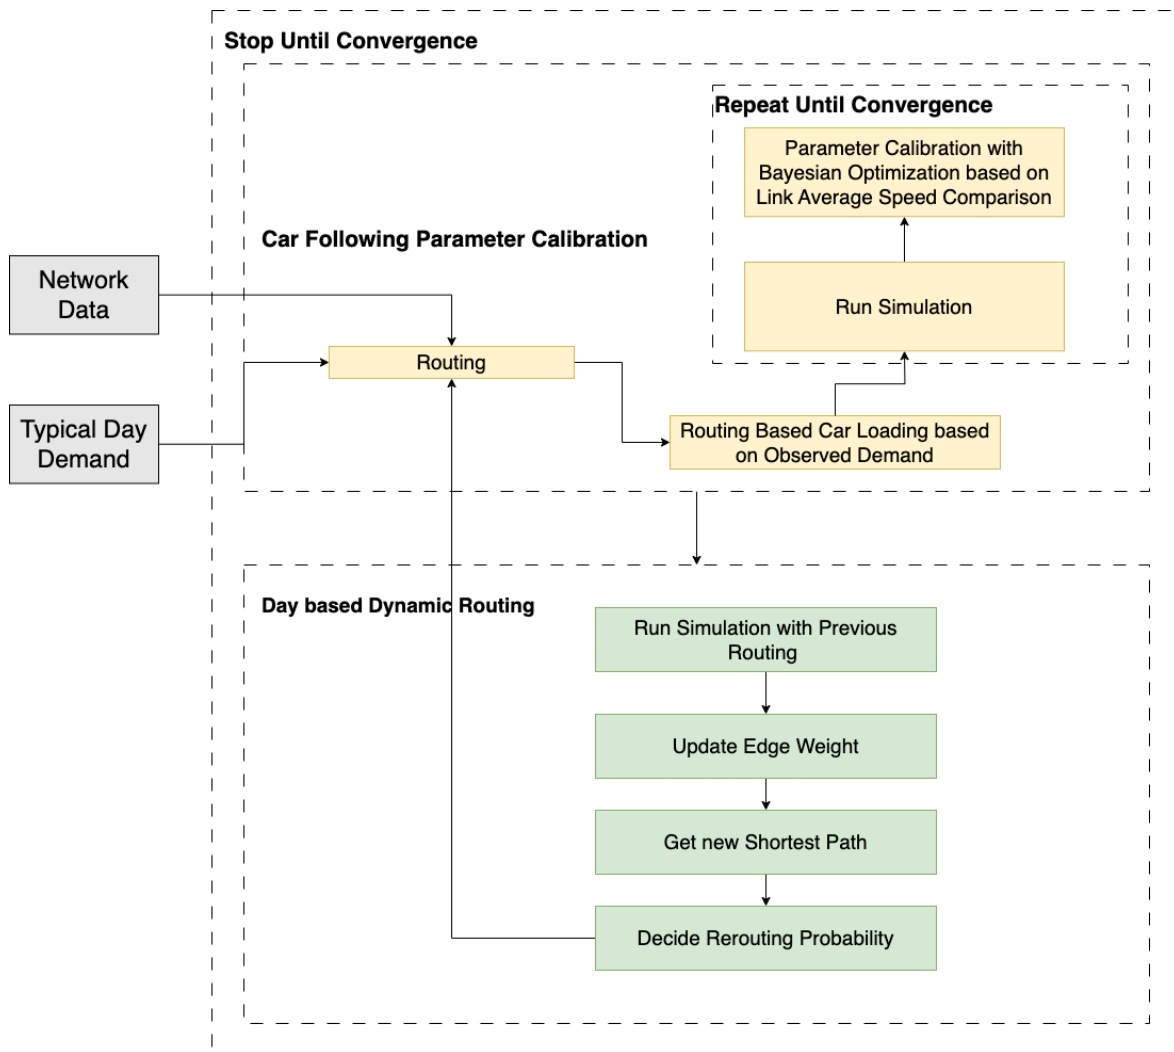 Stop Until Convergence
Repeat Until Convergence
Parameter Calibration with
Bayesian Optimization based on
Link Average Speed Comparison
Car Following Parameter Calibration
Network
Data
Run Simulation
Routing
Typical Day
Demand
Routing Based Car Loading based
on Observed Demand
Day based Dynamic Routing
Run Simulation with Previous
Routing
Update Edge Weight
Get new Shortest Path
Decide Rerouting Probability